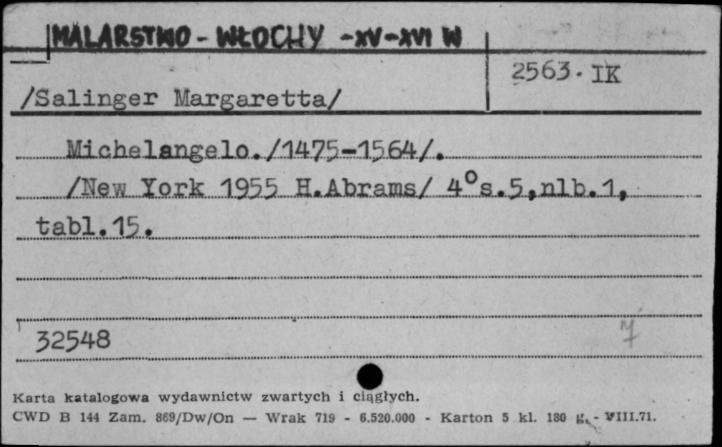 MALARSTWO - WŁOCHY - XV - XVI W
2563. IK
/Salinger Margaretta/
Michelangelo./1475-1564/.
/New York 1955 H.Abrams/ 4°s.5,nlb.1,
tabl.15.
32548
Karta katalogowa wydawnictw zwartych i ciągłych.
CWD B 144 Zam. 869/Dw/On — Wrak 719 - 6.520.000 - Karton 5 kl. 180 g. - VIII.71.